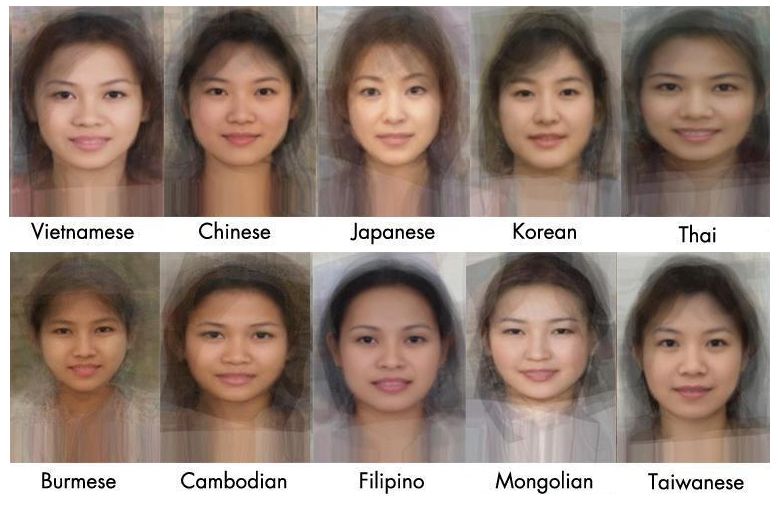 Vietnamese
Chinese
Japanese
Korean
Thai
Burmese
Cambodian
Filipino
Mongolian
Taiwanese